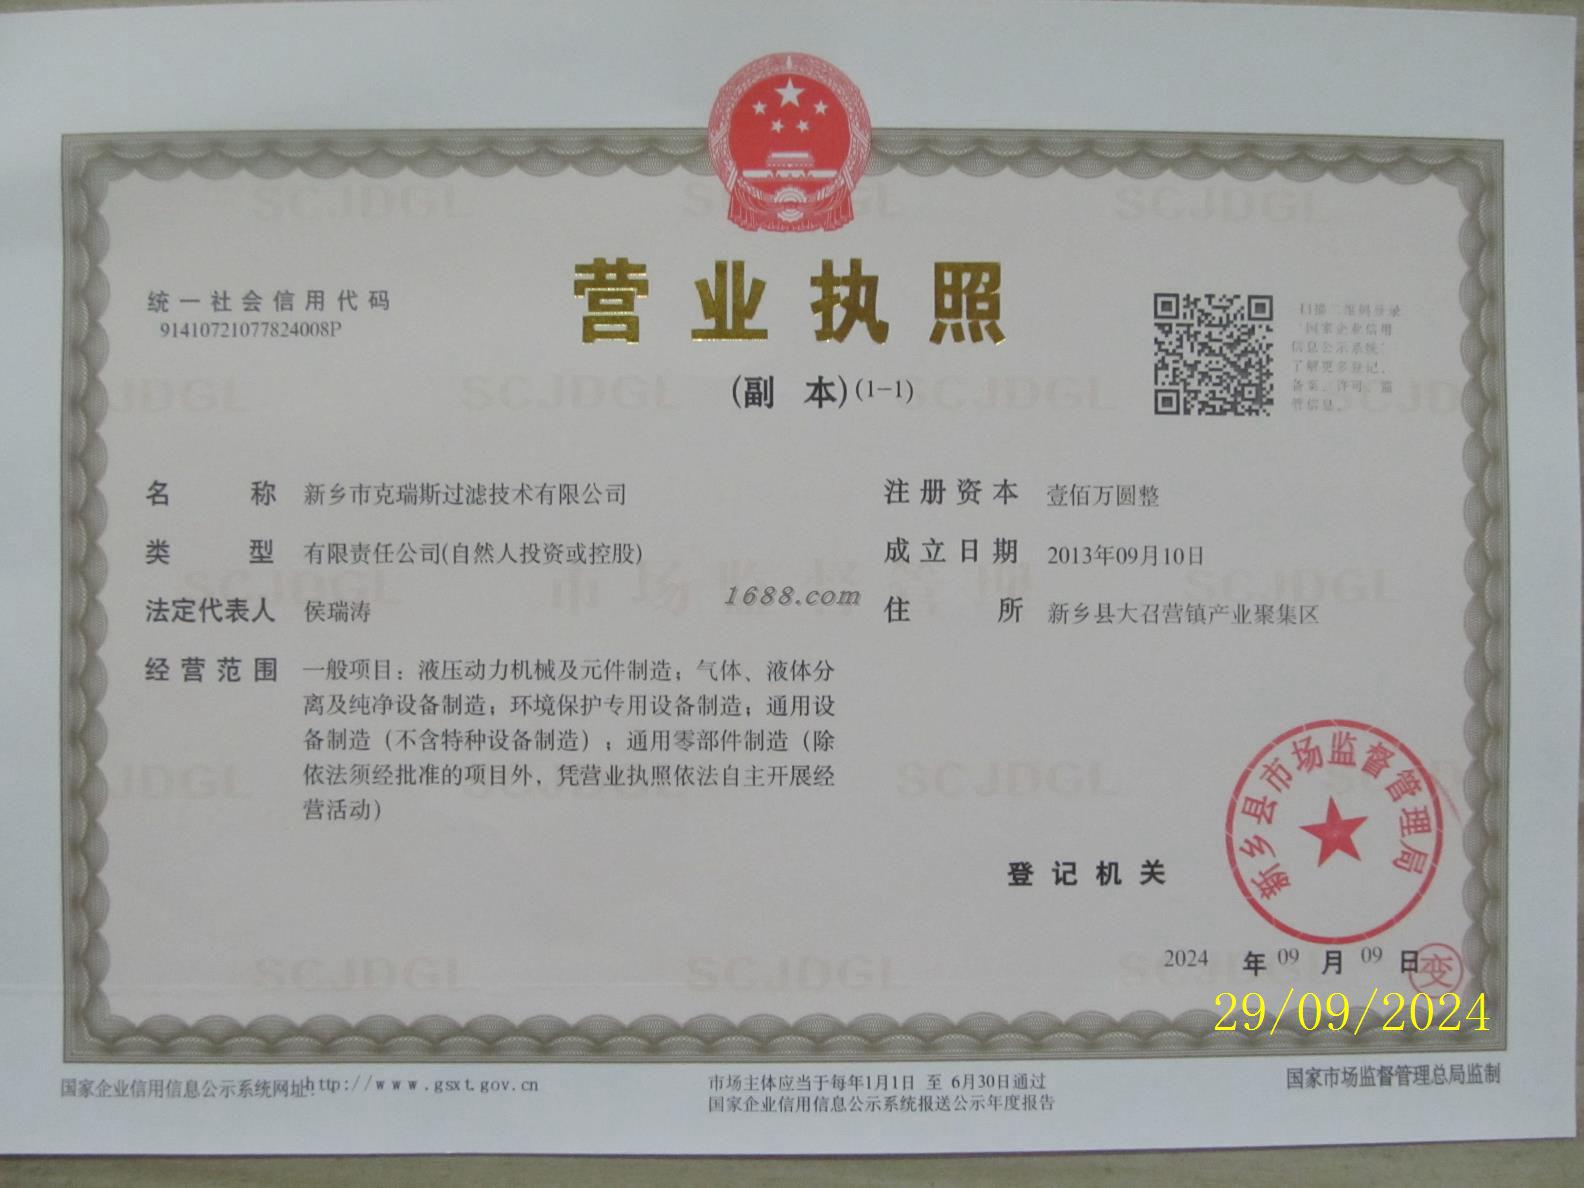 营业执照
(副 本)(1-1)
统一社会信用代码
91410721077824008P
扫描二维码登录
"国家企业信用
信息公示系统"
了解更多登记、
备案、许可、监
管信息。
名 称 新乡市克瑞斯过滤技术有限公司
类 型 有限责任公司(自然人投资或控股)
法定代表人 侯瑞涛
经营范围 一般项目：液压动力机械及元件制造；气体、液体分
离及纯净设备制造；环境保护专用设备制造；通用设
备制造（不含特种设备制造）；通用零部件制造（除
依法须经批准的项目外，凭营业执照依法自主开展经
营活动）
注册资本 壹佰万圆整
成立日期 2013年09月10日
住 所 新乡县大召营镇产业聚集区
1688.com
登记机关
新乡县市场监督管理局
2024 年 09 月 09 日
变
29/09/2024
国家企业信用信息公示系统网址:http://www.gsxt.gov.cn
市场主体应当于每年1月1日 至 6月30日通过
国家企业信用信息公示系统报送公示年度报告
国家市场监督管理总局监制
SCJDGL
市场监督管理